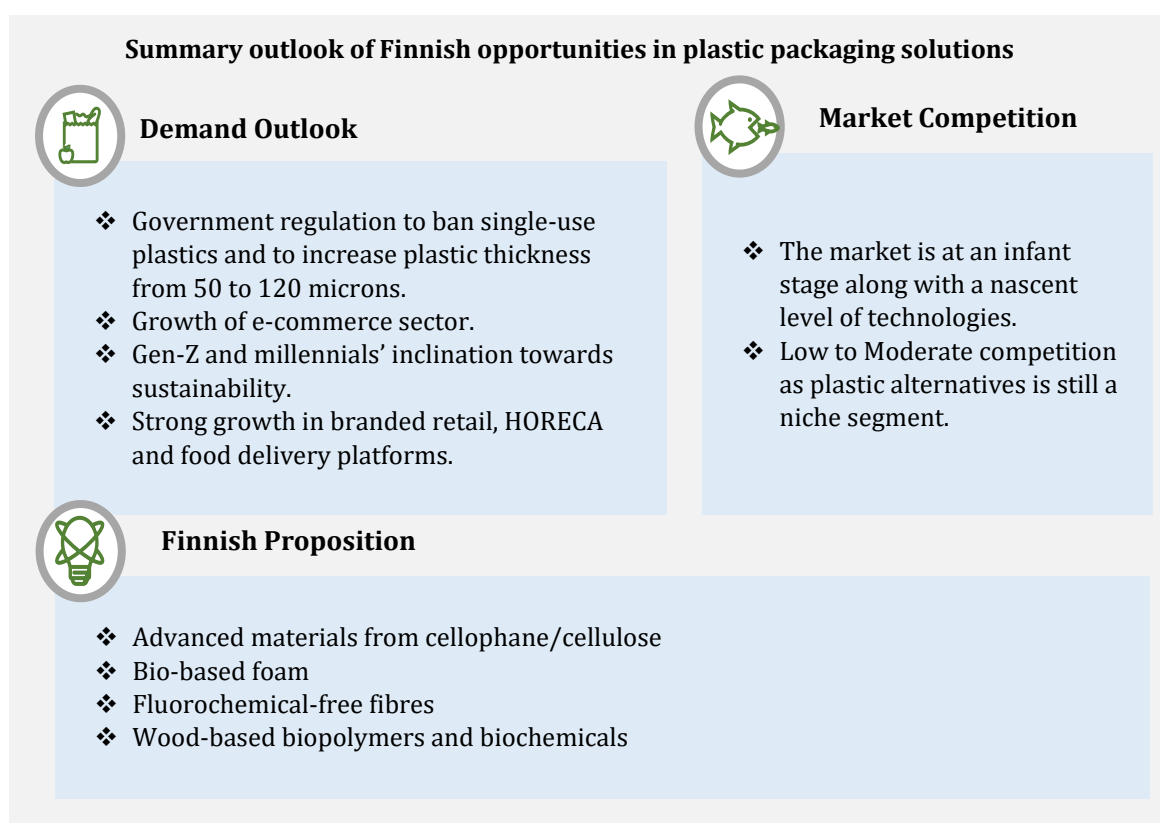 Summary outlook of Finnish opportunities in plastic packaging solutions
Demand Outlook
❖ Government regulation to ban single-use
plastics and to increase plastic thickness
from 50 to 120 microns.
❖ Growth of e-commerce sector.
❖ Gen-Z and millennials’ inclination towards
sustainability.
❖ Strong growth in branded retail, HORECA
and food delivery platforms.
Market Competition
❖ The market is at an infant
stage along with a nascent
level of technologies.
❖ Low to Moderate competition
as plastic alternatives is still a
niche segment.
Finnish Proposition
❖ Advanced materials from cellophane/cellulose
❖ Bio-based foam
❖ Fluorochemical-free fibres
❖ Wood-based biopolymers and biochemicals